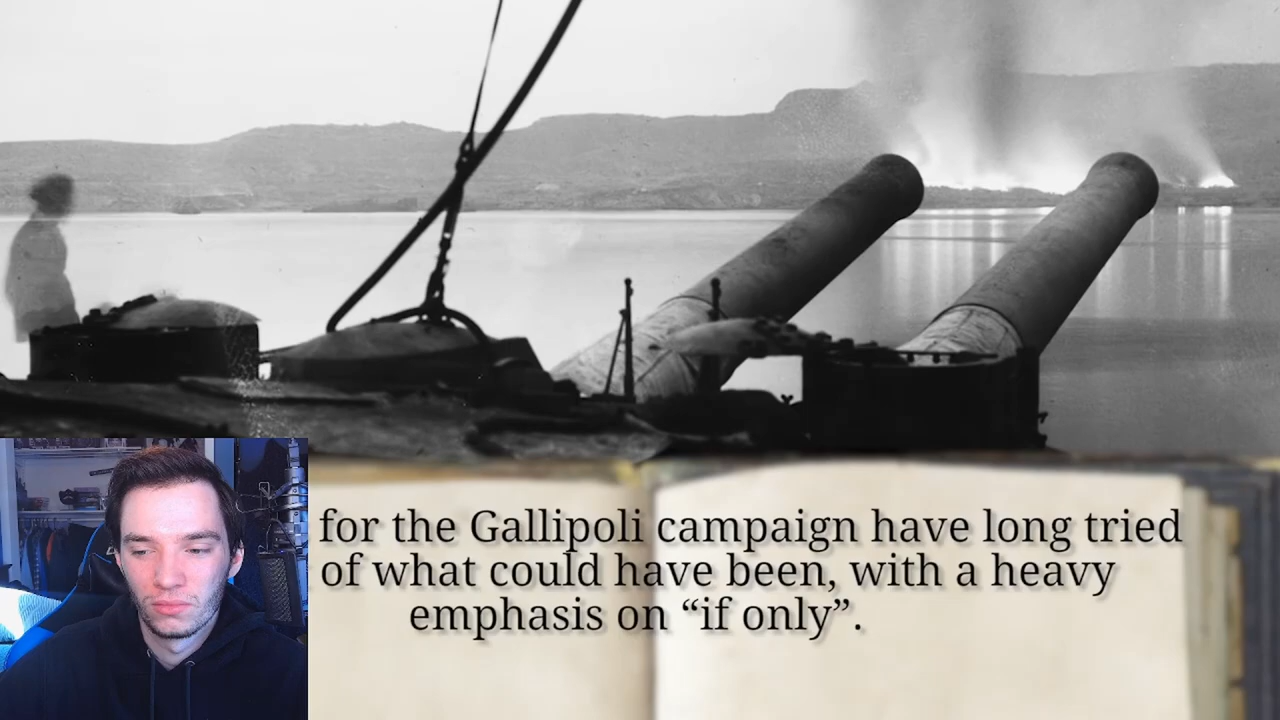 for the Gallipoli campaign have long tried
of what could have been, with a heavy
emphasis on “if only”.